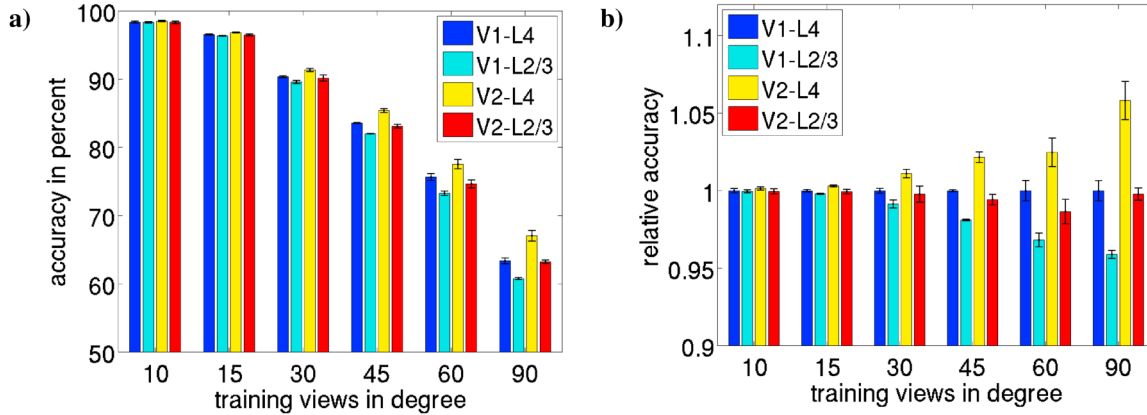 a)
accuracy in percent
100
90
80
70
60
50
V1-L4
V1-L2/3
V2-L4
V2-L2/3
10 15 30 45 60 90
training views in degree
b)
relative accuracy
1.1
1.05
1
0.95
0.9
V1-L4
V1-L2/3
V2-L4
V2-L2/3
10 15 30 45 60 90
training views in degree